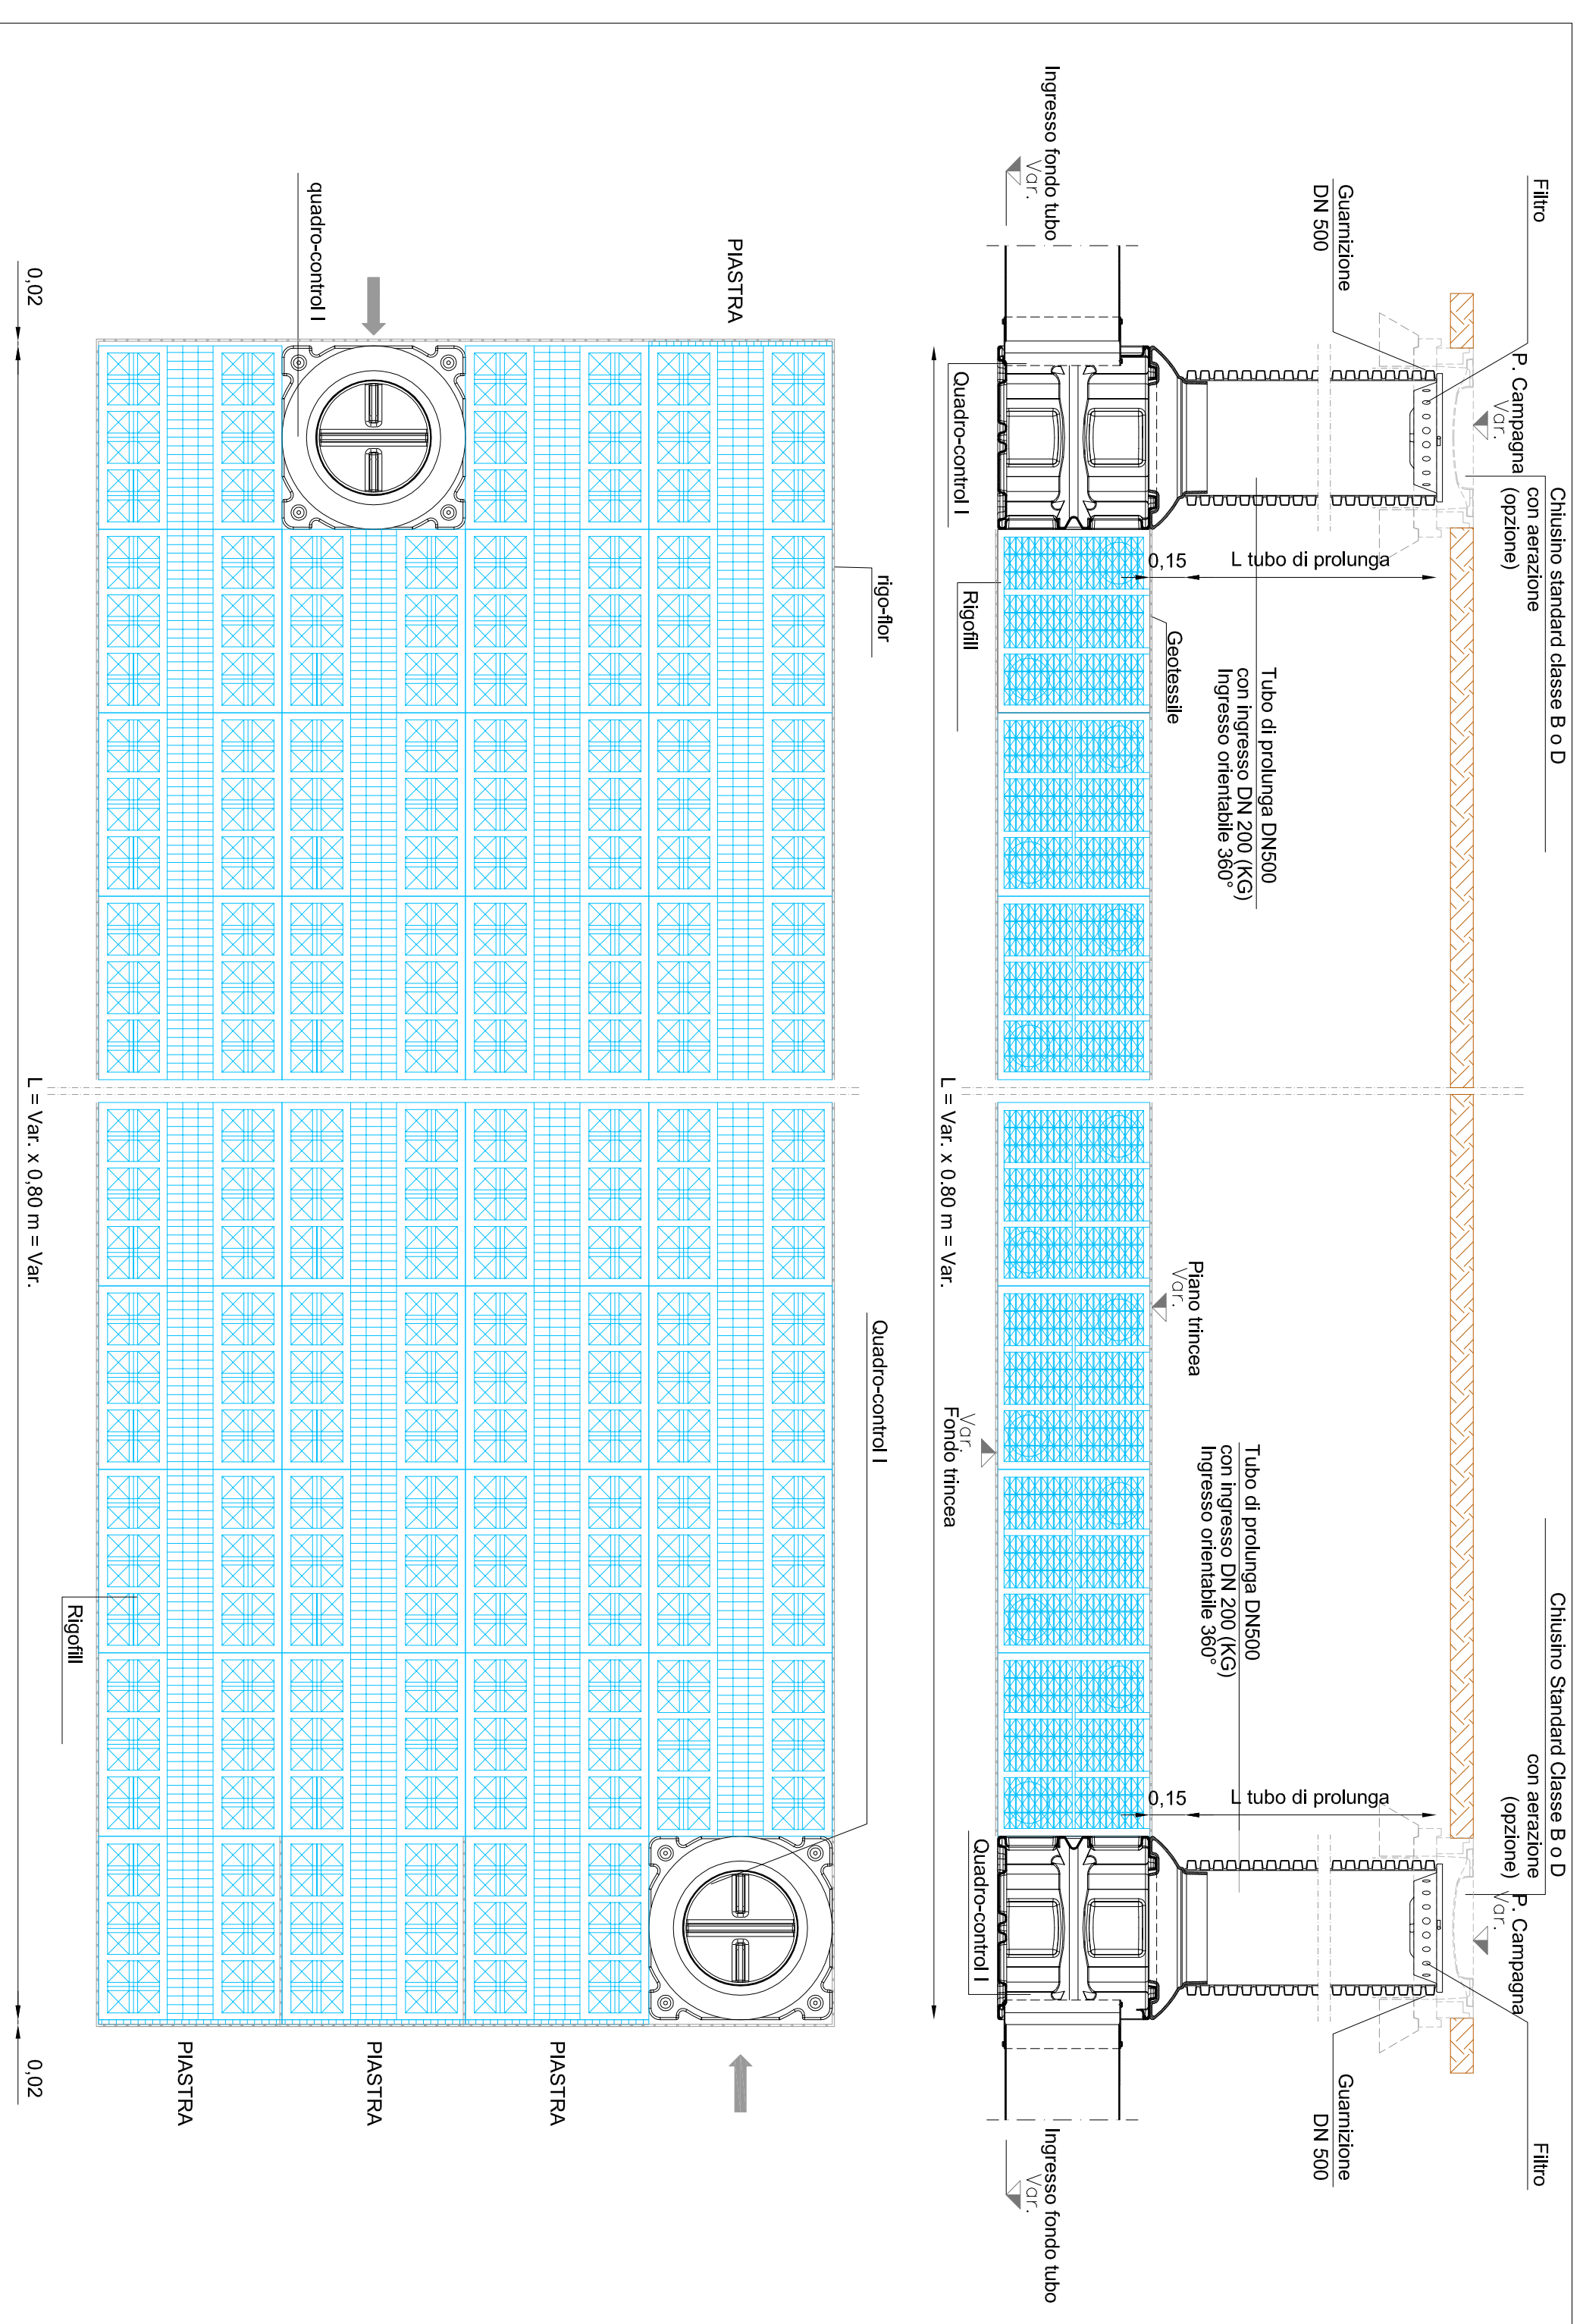 Chiusino standard classe B o D
con aerazione
(opzione)
Filtro
P. Campagna
Var.
Guarnizione
DN 500
L tubo di prolunga
0,15
Tubo di prolunga DN500
con ingresso DN 200 (KG)
Ingresso orientabile 360°
Geotessile
Ingresso fondo tubo
Var.
Quadro-control I
Rigofill
Chiusino Standard Classe B o D
con aerazione
(opzione)
P. Campagna
Var.
Filtro
Guarnizione
DN 500
L tubo di prolunga
0,15
Tubo di prolunga DN500
con ingresso DN 200 (KG)
Ingresso orientabile 360°
Piano trincea
Var.
Var.
Fondo trincea
Quadro-control I
Ingresso fondo tubo
Var.
L = Var. x 0.80 m = Var.
rigo-flor
Quadro-control I
PIASTRA
PIASTRA
PIASTRA
PIASTRA
quadro-control I
Rigofill
0,02
L = Var. x 0,80 m = Var.
0,02